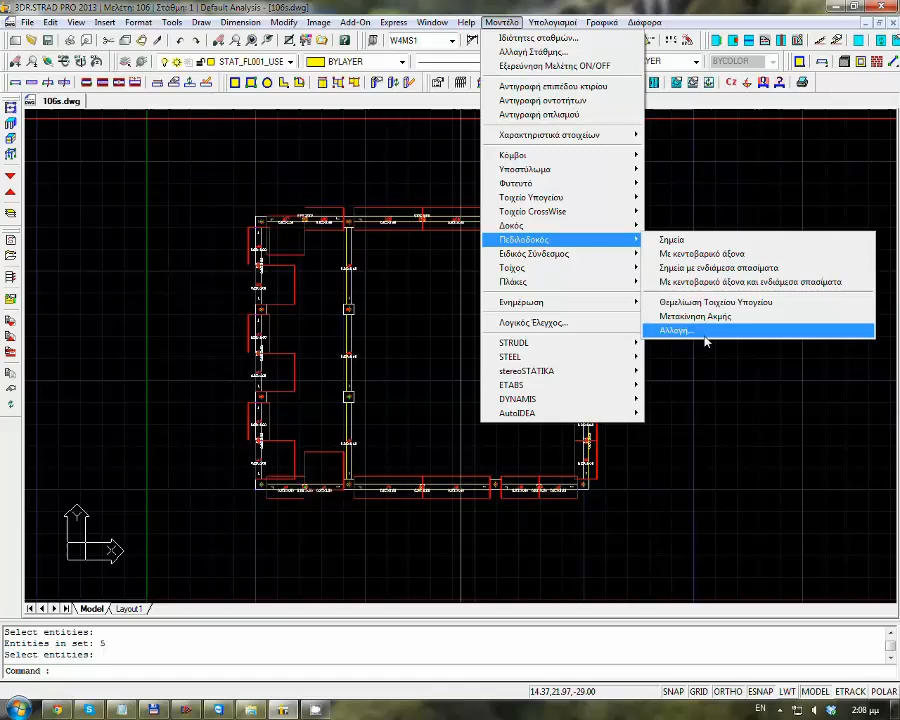 3DR.STRAD PRO 2013 | Μελέτη: 106 | Στάθμη: 1 | Default Analysis | [106s.dwg]
File Edit View Insert Format Tools Draw Dimension Modify Image Add-On Express Window Help Μοντέλο Υπολογισμοί Γραφικά Διάφορα
W4MS1
STAT_FL001_USE
BYLAYER
BYCOLOR
106s.dwg
Ιδιότητες σταθμών...
Αλλαγή Στάθμης...
Εξερεύνηση Μελέτης ON/OFF
Αντιγραφή επιπέδου κτιρίου
Αντιγραφή οντοτήτων
Αντιγραφή οπλισμού
Χαρακτηριστικά στοιχείων
Κόμβοι
Υποστύλωμα
Φυτευτό
Τοιχείο Υπογείου
Τοιχείο CrossWise
Δοκός
Πεδιλοδοκός
Ειδικός Σύνδεσμος
Τοίχος
Πλάκες
Ενημέρωση
Λογικός Έλεγχος...
STRUDL
STEEL
stereoSTATIKA
ETABS
DYNAMIS
AutoIDEA
Σημεία
Με κεντοβαρικό άξονα
Σημεία με ενδιάμεσα σπασίματα
Με κεντοβαρικό άξονα και ενδιάμεσα σπασίματα
Θεμελίωση Τοιχείου Υπογείου
Μετακίνηση Ακμής
Αλλαγή...
Y
X
Model Layout1
Select entities:
Entities in set: 5
Select entities:
Command :
14.37,21.97,-29.00 SNAP GRID ORTHO ESNAP LWT MODEL ETRACK POLAR
EN 2:08 μμ